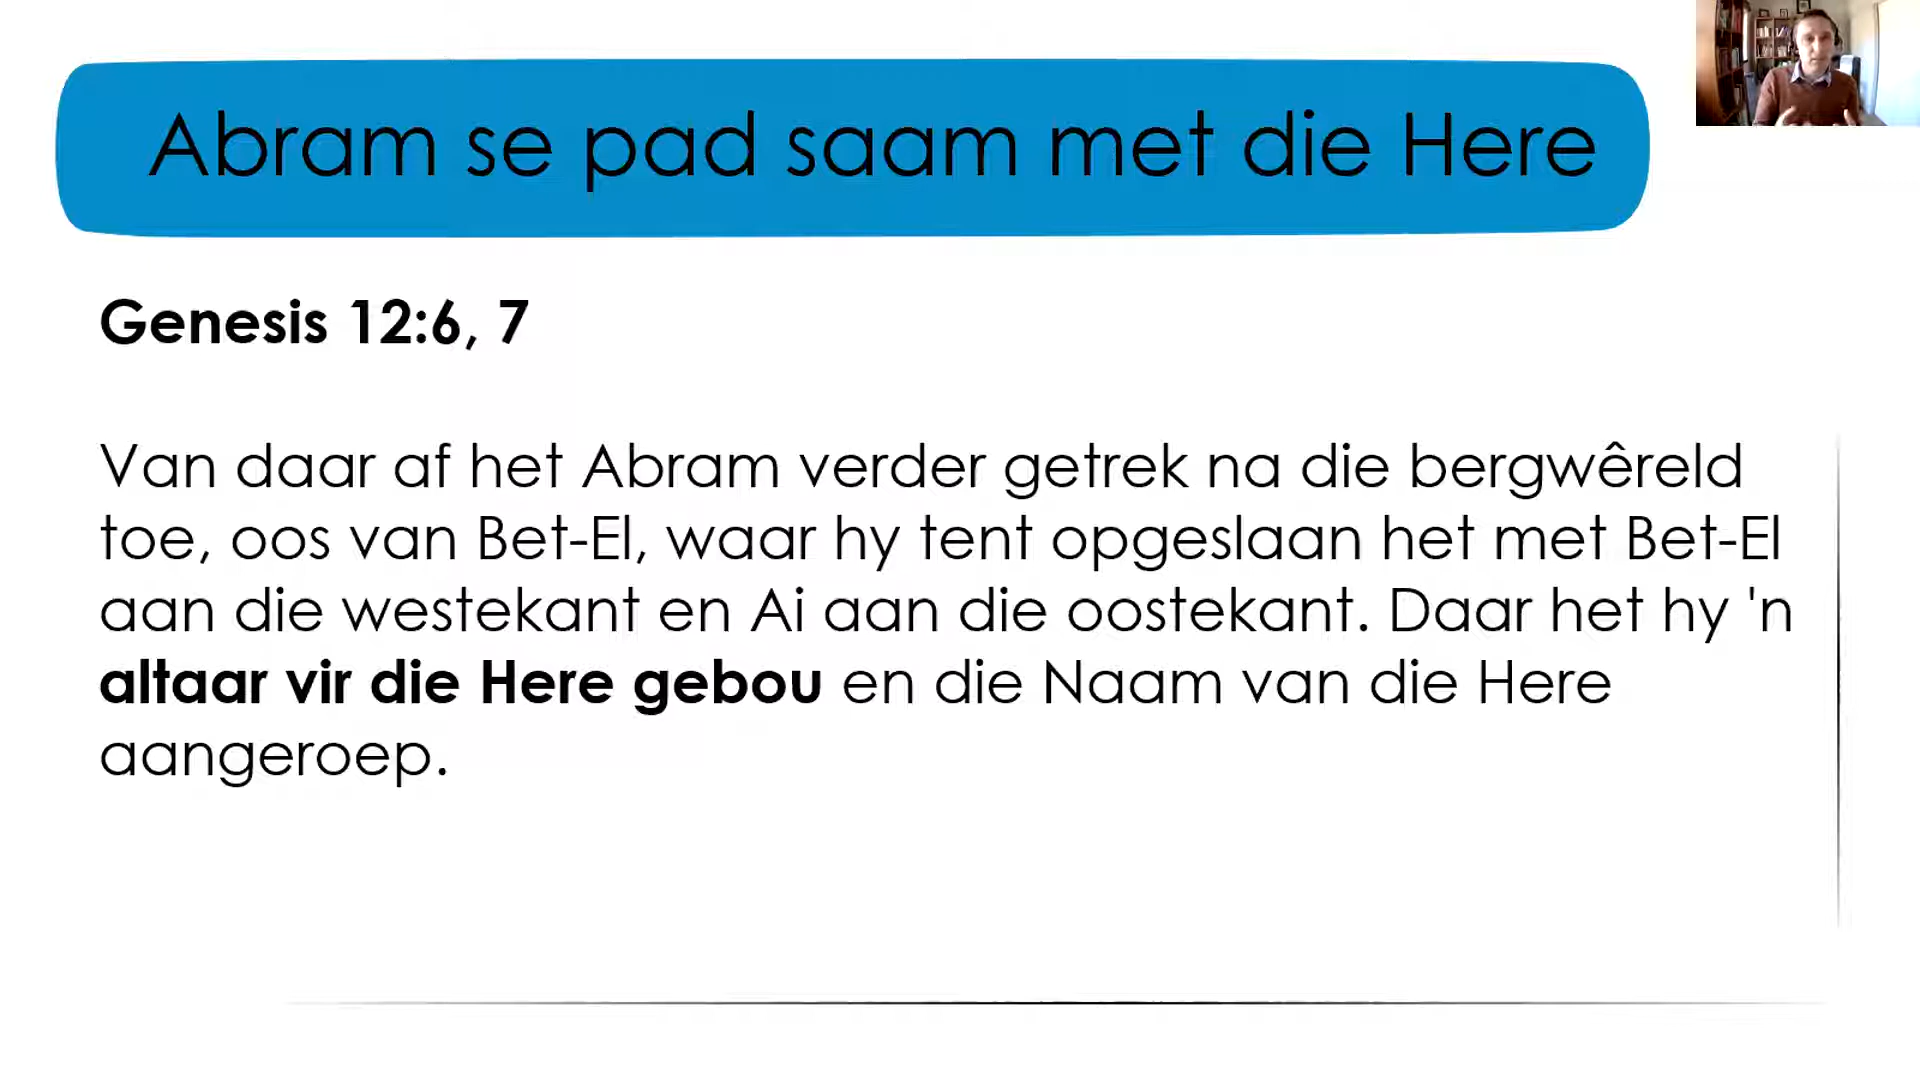 Abram se pad saam met die Here
Genesis 12:6, 7
Van daar af het Abram verder getrek na die bergwêreld
toe, oos van Bet-El, waar hy tent opgeslaan het met Bet-El
aan die westekant en Ai aan die oostekant. Daar het hy 'n
altaar vir die Here gebou en die Naam van die Here
aangeroep.